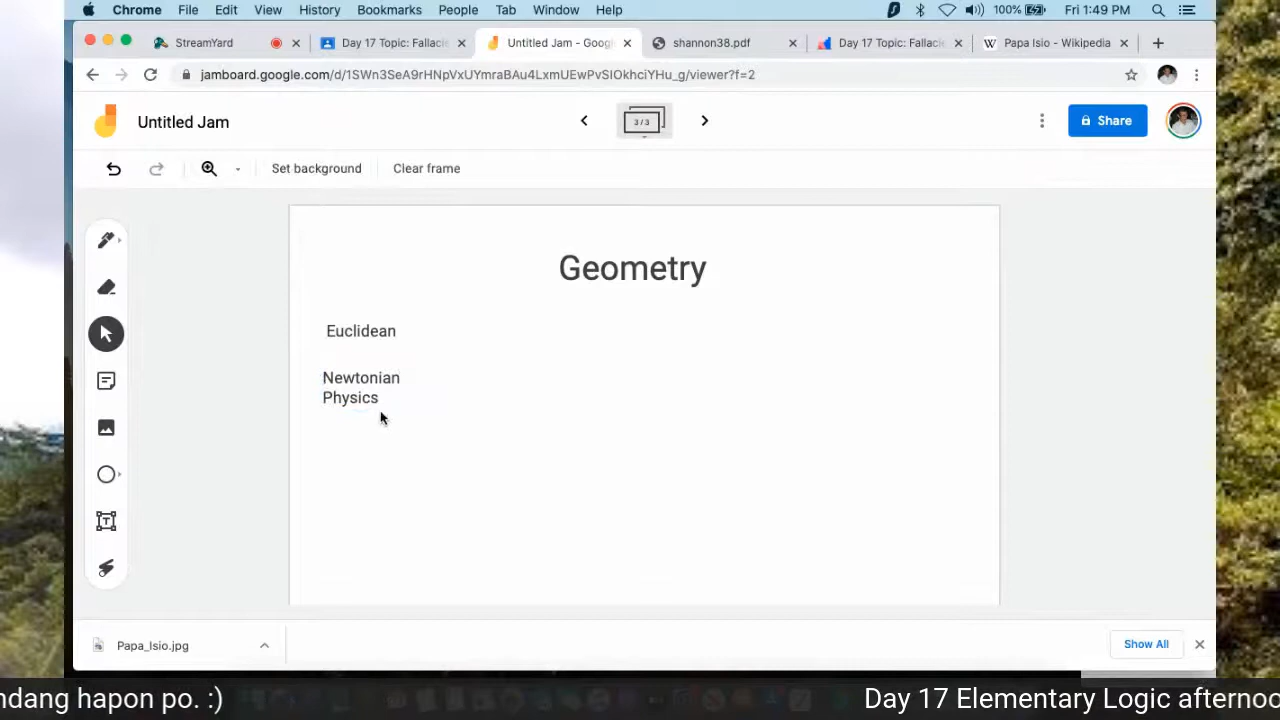 Chrome File Edit View History Bookmarks People Tab Window Help 100% Fri 1:49 PM
StreamYard
Day 17 Topic: Fallacie
Untitled Jam - Goog
shannon38.pdf
Day 17 Topic: Fallacie
Papa Isio - Wikipedia
jamboard.google.com/d/1SWn3SeA9rHNpVxUYmraBAu4LxmUEwPvSIOkhciYHu_g/viewer?f=2
Untitled Jam
3 / 3
Share
Set background
Clear frame
Geometry
Euclidean
Newtonian
Physics
Papa_Isio.jpg
Show All
ndang hapon po. :) Day 17 Elementary Logic afternoo